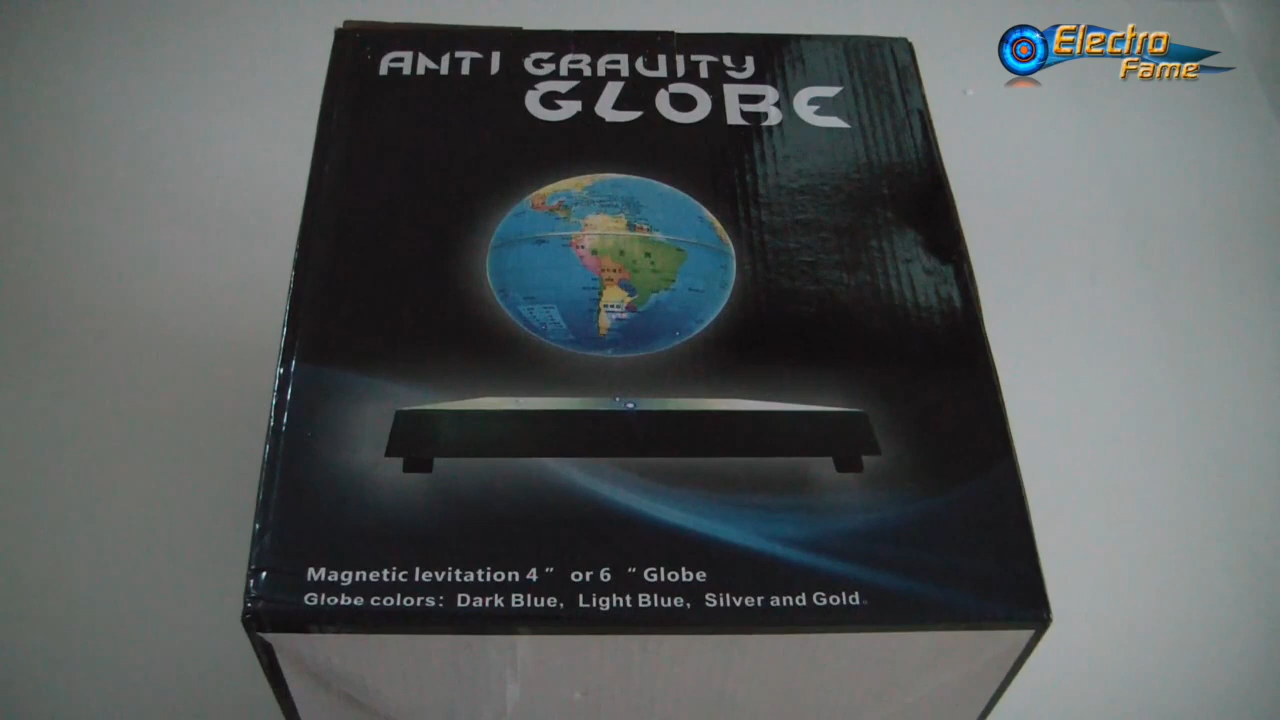 Electro
Fame
ANTI GRAVITY
GLOBE
Magnetic levitation 4 ” or 6 “ Globe
Globe colors: Dark Blue, Light Blue, Silver and Gold.